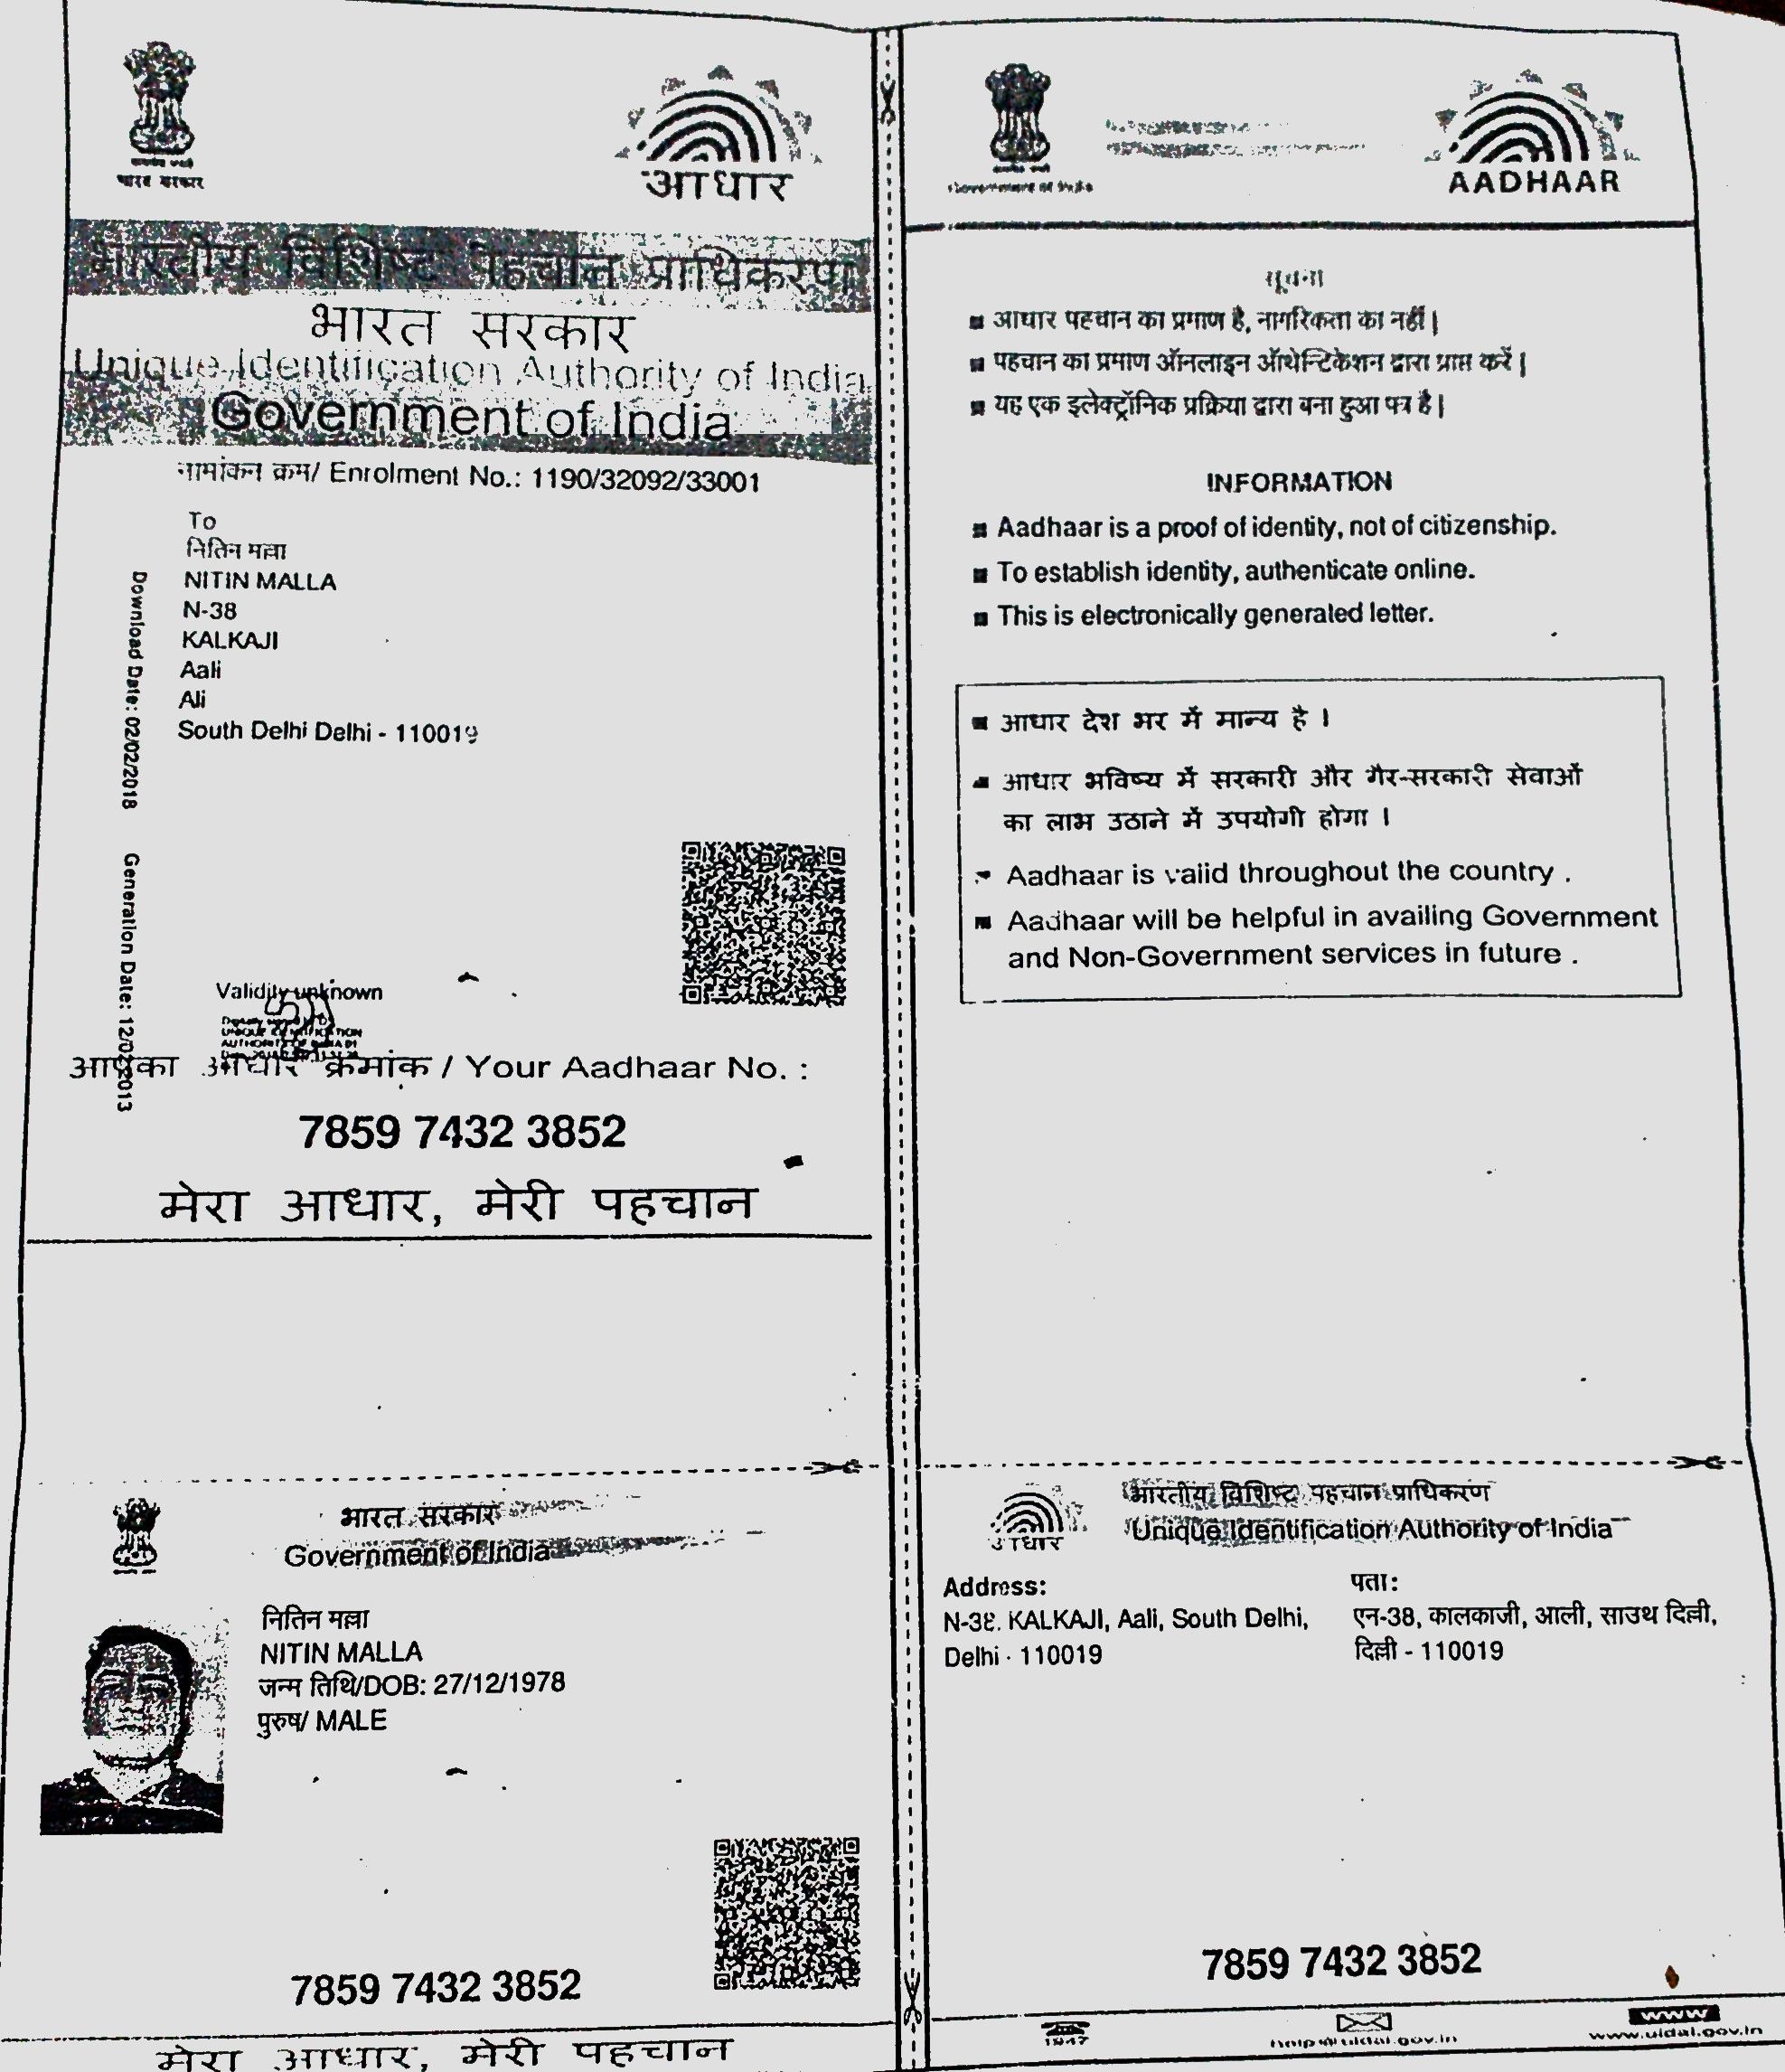 भारत सरकार
आधार
भारतीय विशिष्ट पहचान प्राधिकरण
भारत सरकार
Unique Identification Authority of India
Government of India
नामांकन क्रम/ Enrolment No.: 1190/32092/33001
To
नितिन मल्ला
NITIN MALLA
N-38
KALKAJI
Aali
Ali
South Delhi Delhi - 110019
Download Date: 02/02/2018 Generation Date: 12/02/2013
Validity unknown
आपका आधार क्रमांक / Your Aadhaar No. :
7859 7432 3852
मेरा आधार, मेरी पहचान
Government of India
AADHAAR
सूचना
■ आधार पहचान का प्रमाण है, नागरिकता का नहीं |
■ पहचान का प्रमाण ऑनलाइन ऑथेन्टिकेशन द्वारा प्राप्त करें |
■ यह एक इलेक्ट्रॉनिक प्रक्रिया द्वारा बना हुआ पत्र है |
INFORMATION
■ Aadhaar is a proof of identity, not of citizenship.
■ To establish identity, authenticate online.
■ This is electronically generated letter.
■ आधार देश भर में मान्य है ।
■ आधार भविष्य में सरकारी और गैर-सरकारी सेवाओं
का लाभ उठाने में उपयोगी होगा ।
■ Aadhaar is valid throughout the country .
■ Aadhaar will be helpful in availing Government
and Non-Government services in future .
भारत सरकार
Government of India
नितिन मल्ला
NITIN MALLA
जन्म तिथि/DOB: 27/12/1978
पुरुष/ MALE
7859 7432 3852
मेरा आधार, मेरी पहचान
आधार
भारतीय विशिष्ट पहचान प्राधिकरण
Unique Identification Authority of India
Address:
N-38, KALKAJI, Aali, South Delhi,
Delhi - 110019
पता:
एन-38, कालकाजी, आली, साउथ दिल्ली,
दिल्ली - 110019
7859 7432 3852
1947
help@uidai.gov.in
www
www.uidai.gov.in